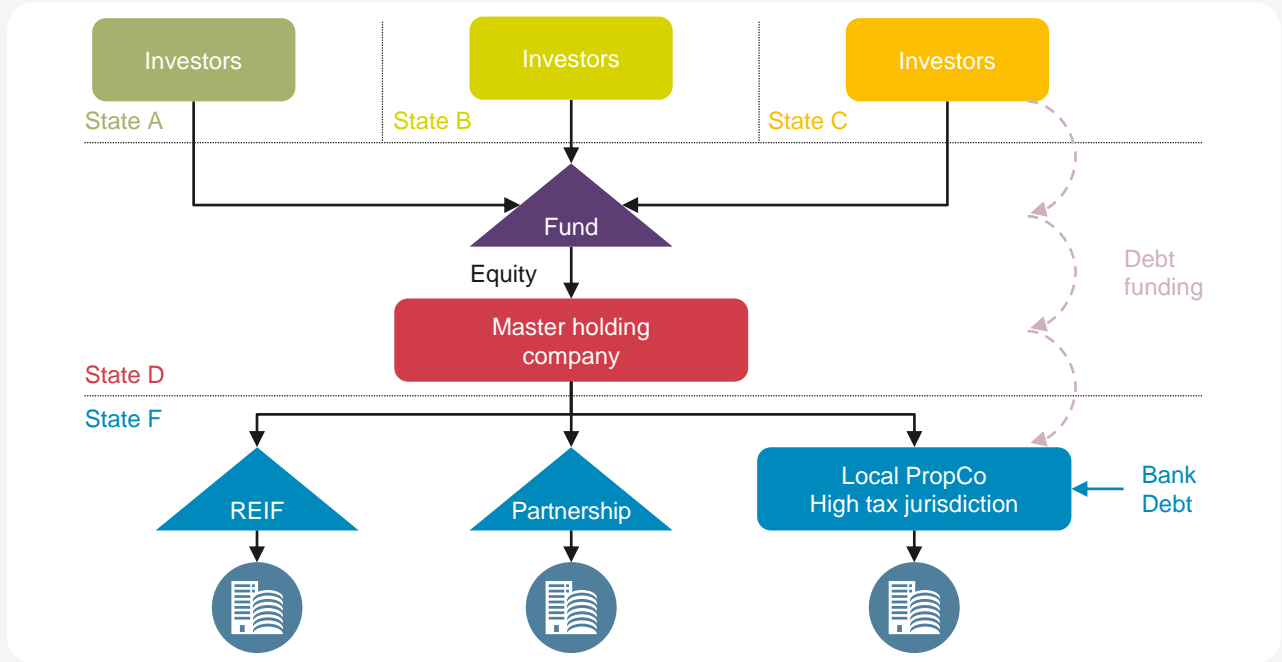 Investors
Investors
Investors
State A
State B
State C
Fund
Equity
Debt
funding
Master holding
company
State D
State F
REIF
Partnership
Local PropCo
High tax jurisdiction
Bank
Debt